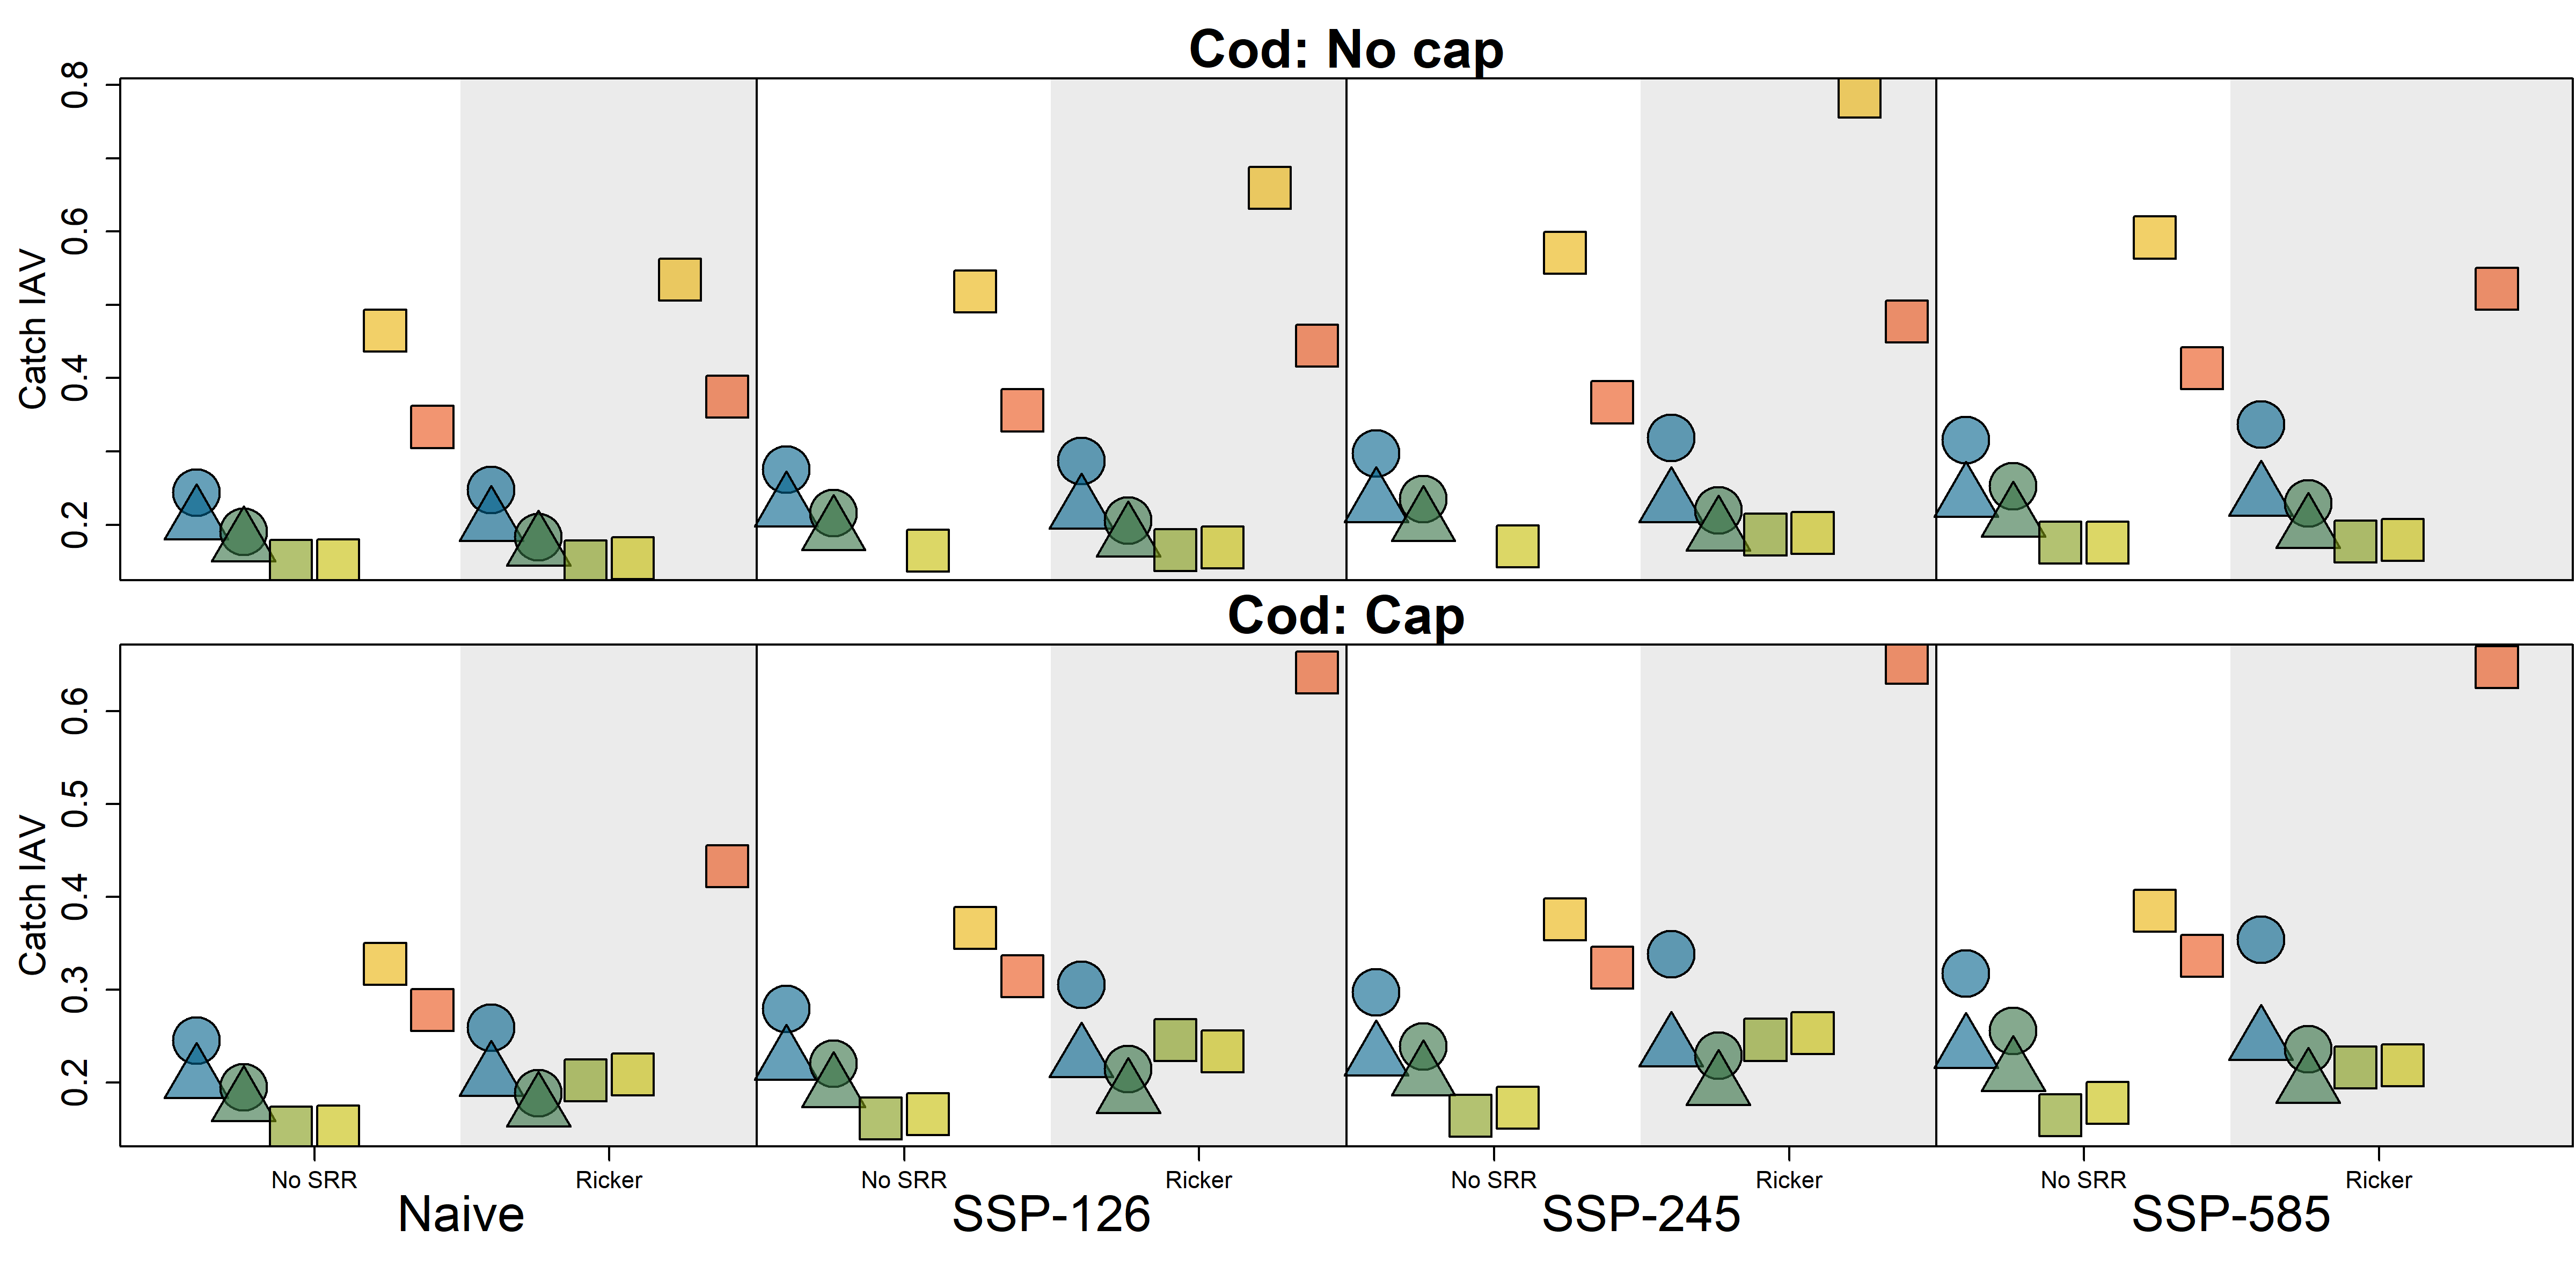 Cod: No cap
Catch IAV
0.8
0.6
0.4
0.2
Cod: Cap
Catch IAV
0.6
0.5
0.4
0.3
0.2
No SRR Ricker No SRR Ricker No SRR Ricker No SRR Ricker
Naive SSP-126 SSP-245 SSP-585